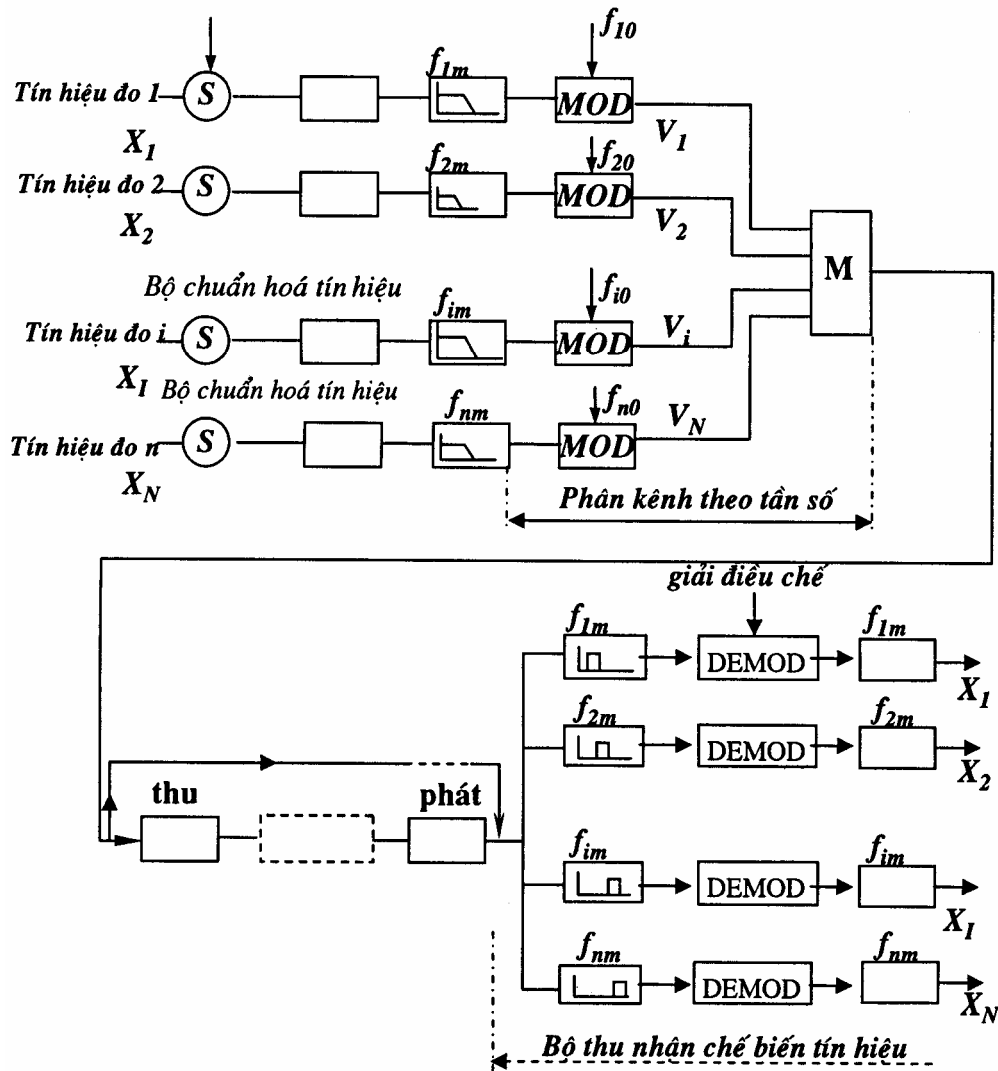 f10
Tín hiệu đo 1
S
f1m
MOD
V1
X1
f20
Tín hiệu đo 2
S
f2m
MOD
V2
X2
M
Bộ chuẩn hoá tín hiệu
fi0
Tín hiệu đo i
S
fim
MOD
Vi
XI
Bộ chuẩn hoá tín hiệu
fn0
Tín hiệu đo n
S
fnm
MOD
VN
XN
Phân kênh theo tần số
giải điều chế
f1m
DEMOD
f1m
X1
f2m
DEMOD
f2m
X2
thu
phát
fim
DEMOD
fim
XI
fnm
DEMOD
fnm
XN
Bộ thu nhận chế biến tín hiêu